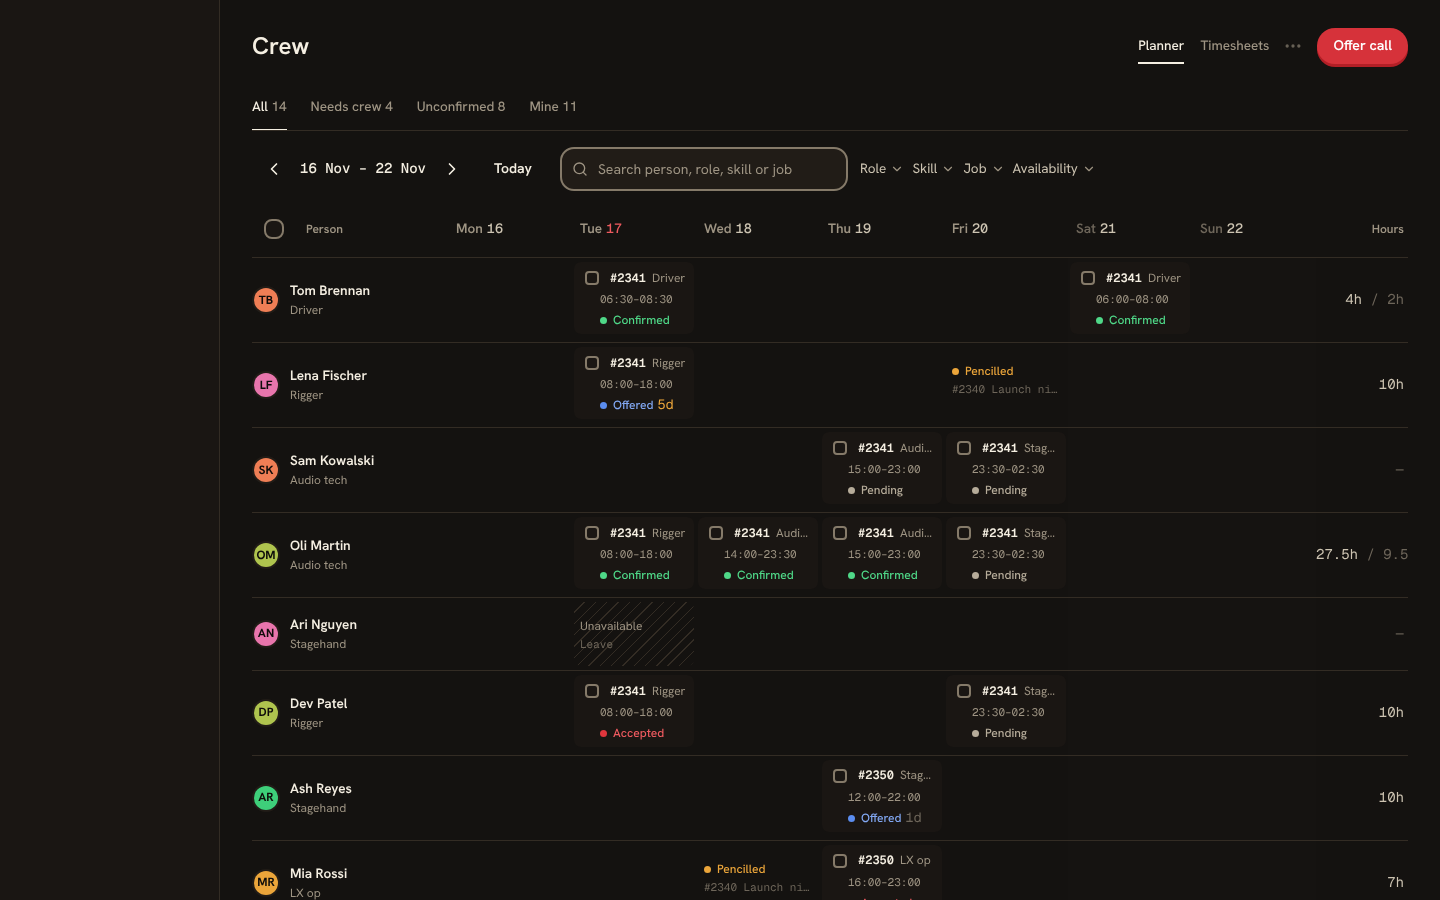 Crew
Planner Timesheets ... Offer call
All 14 Needs crew 4 Unconfirmed 8 Mine 11
16 Nov – 22 Nov Today Search person, role, skill or job Role Skill Job Availability
Person Mon 16 Tue 17 Wed 18 Thu 19 Fri 20 Sat 21 Sun 22 Hours
TB Tom Brennan Driver
#2341 Driver
06:30–08:30
Confirmed
#2341 Driver
06:00–08:00
Confirmed
4h / 2h
LF Lena Fischer Rigger
#2341 Rigger
08:00–18:00
Offered 5d
Pencilled
#2340 Launch ni…
10h
SK Sam Kowalski Audio tech
#2341 Audi…
15:00–23:00
Pending
#2341 Stag…
23:30–02:30
Pending
–
OM Oli Martin Audio tech
#2341 Rigger
08:00–18:00
Confirmed
#2341 Audi…
14:00–23:30
Confirmed
#2341 Audi…
15:00–23:00
Confirmed
#2341 Stag…
23:30–02:30
Pending
27.5h / 9.5
AN Ari Nguyen Stagehand
Unavailable
Leave
–
DP Dev Patel Rigger
#2341 Rigger
08:00–18:00
Accepted
#2341 Stag…
23:30–02:30
Pending
10h
AR Ash Reyes Stagehand
#2350 Stag…
12:00–22:00
Offered 1d
10h
MR Mia Rossi LX op
Pencilled
#2340 Launch ni…
#2350 LX op
16:00–23:00
7h